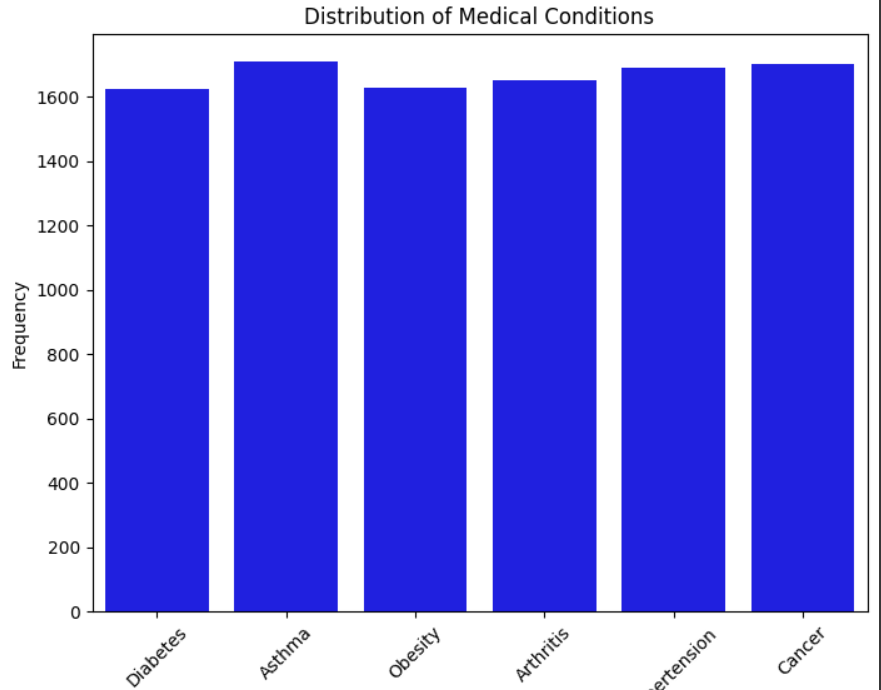 Distribution of Medical Conditions
Frequency
1600
1400
1200
1000
800
600
400
200
0
Diabetes
Asthma
Obesity
Arthritis
pertension
Cancer